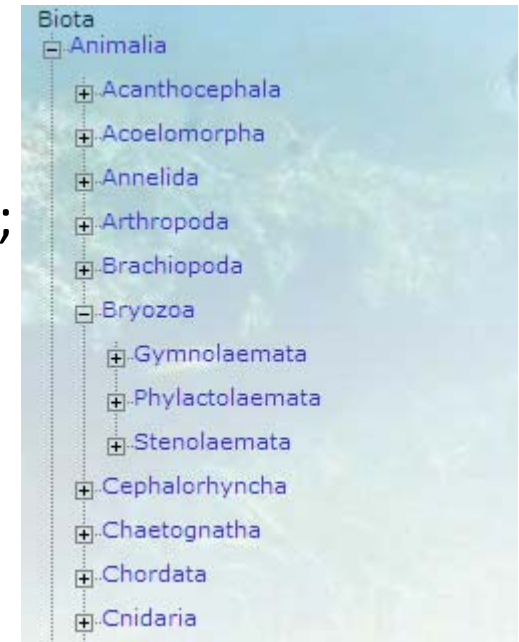 Biota
Animalia
Acanthocephala
Acoelomorpha
Annelida
;
Arthropoda
Brachiopoda
Bryozoa
Gymnolaemata
Phylactolaemata
Stenolaemata
Cephalorhyncha
Chaetognatha
Chordata
Cnidaria